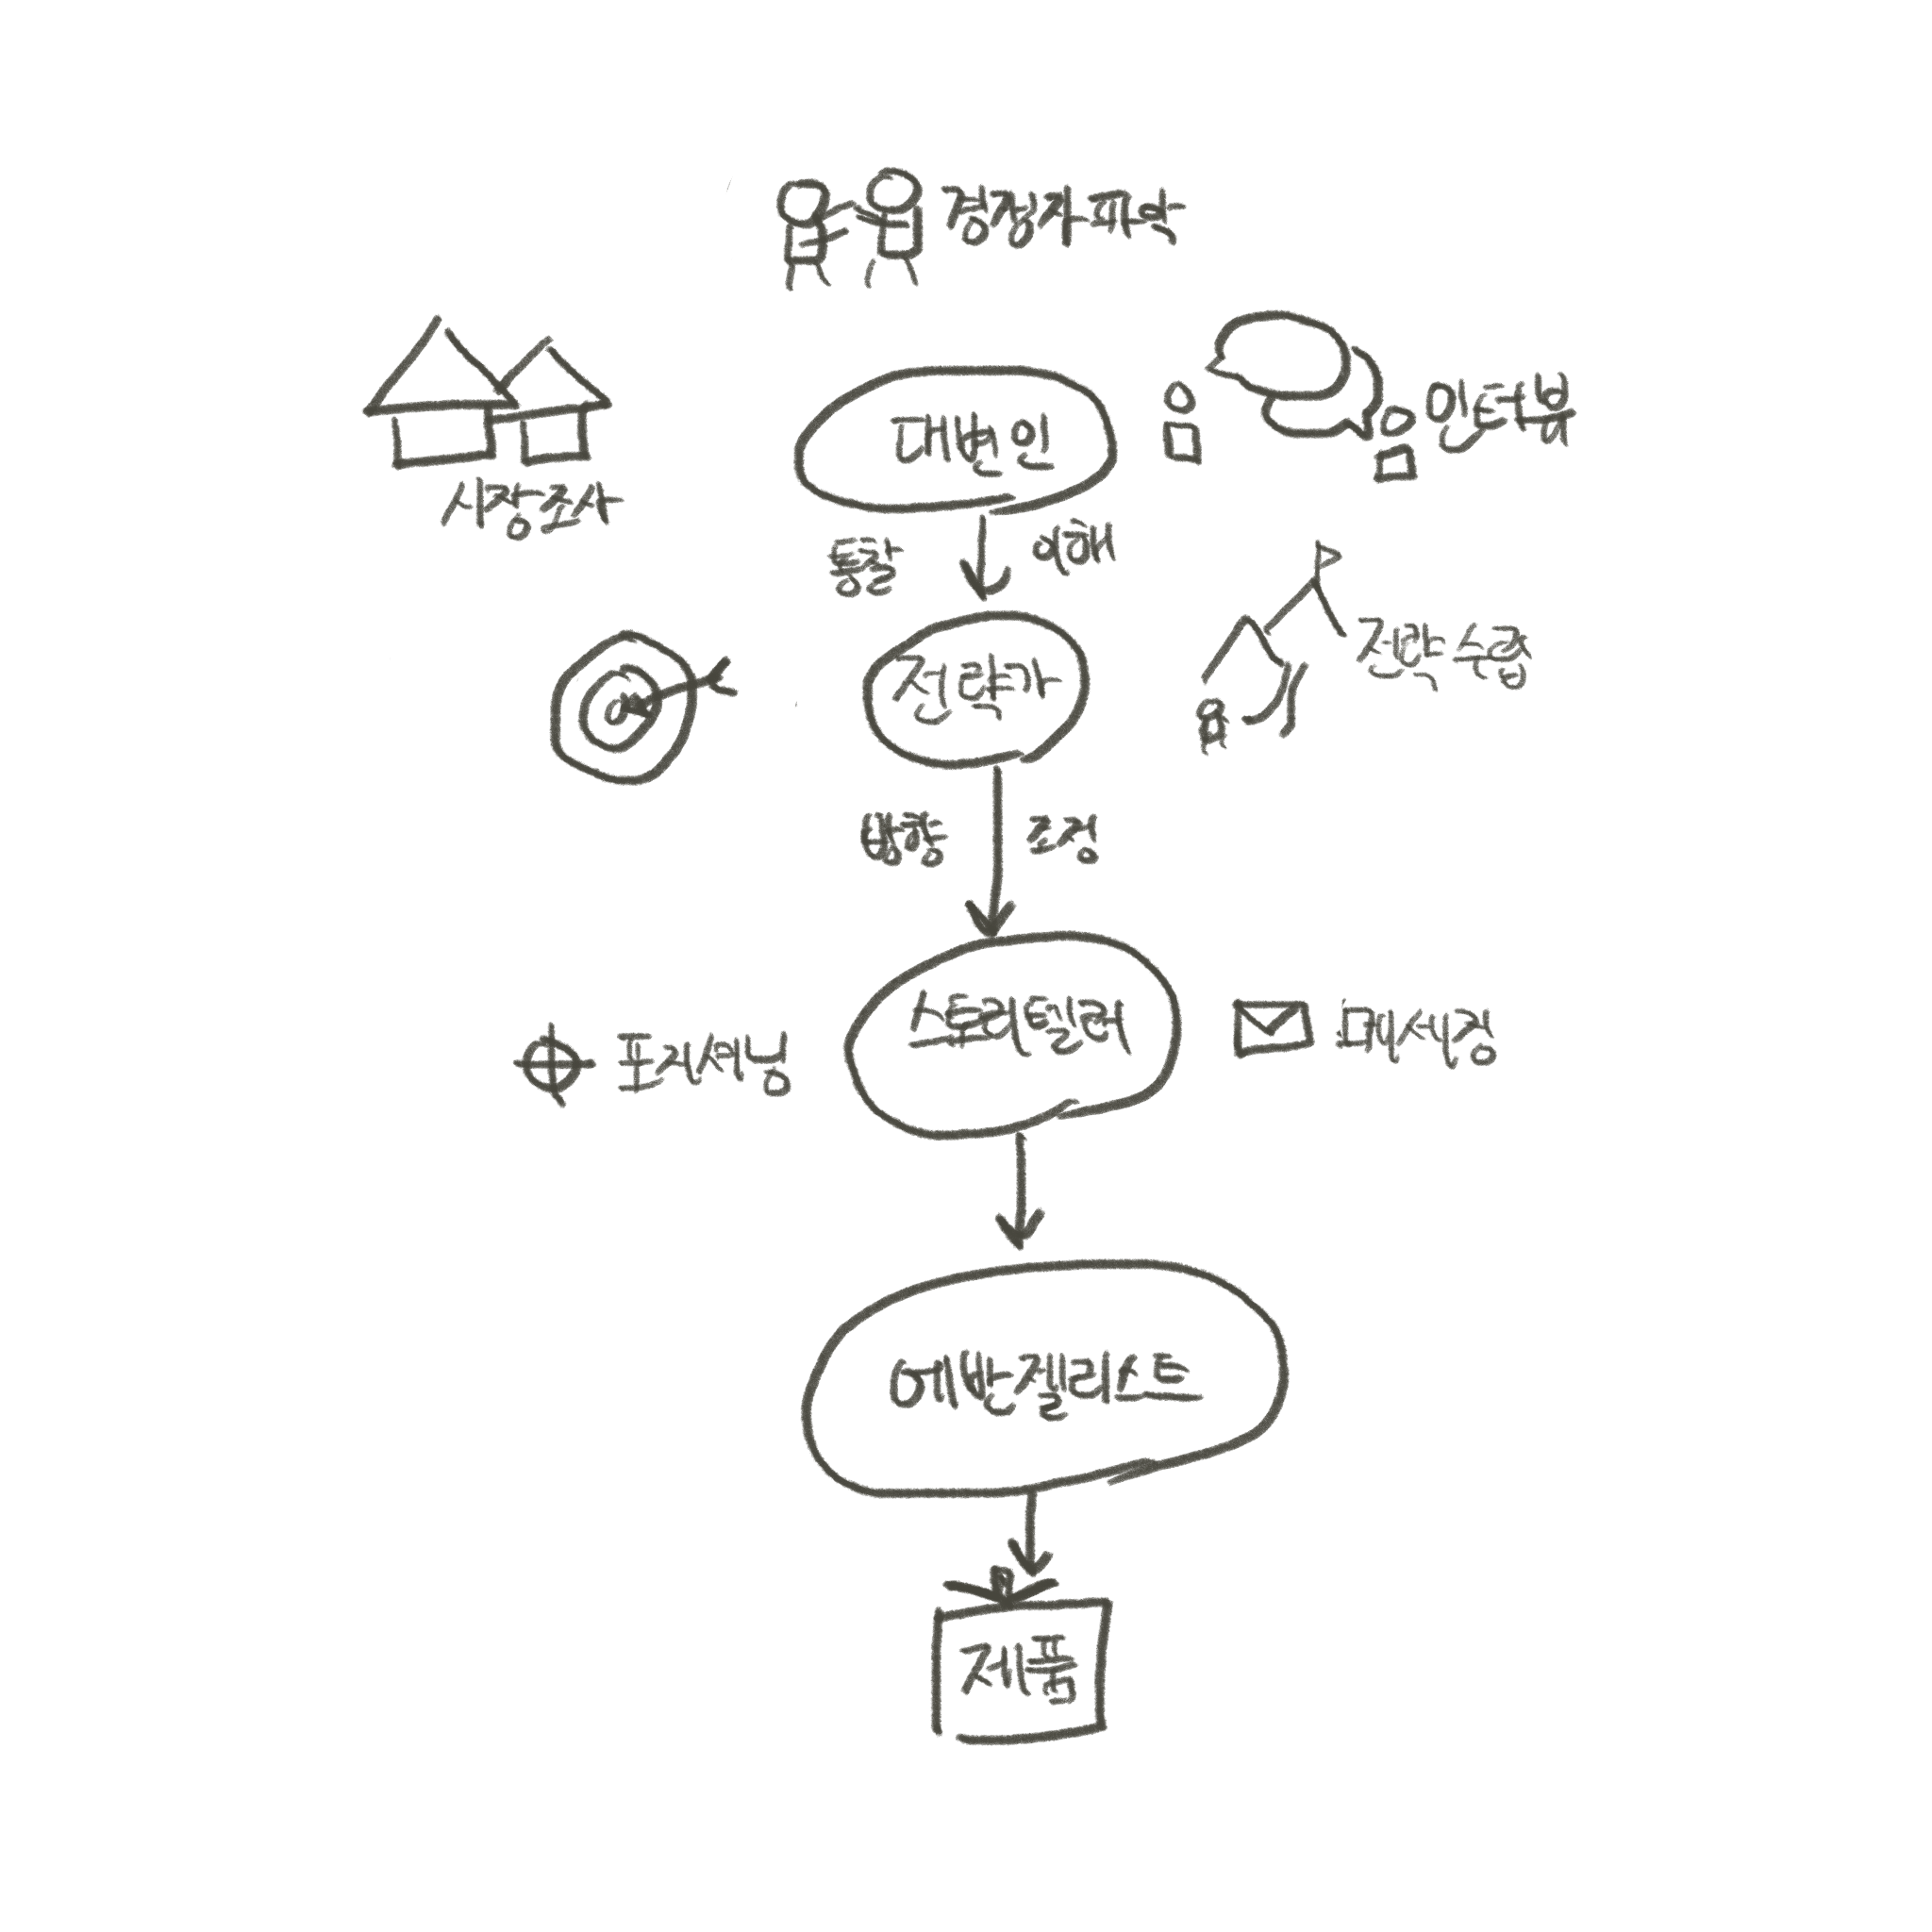 경쟁자 파악
대변인
인터뷰
시장조사
통찰
이해
전략가
전략 수립
방향
조정
스토리텔러
포지셔닝
메세징
에반젤리스트
제품